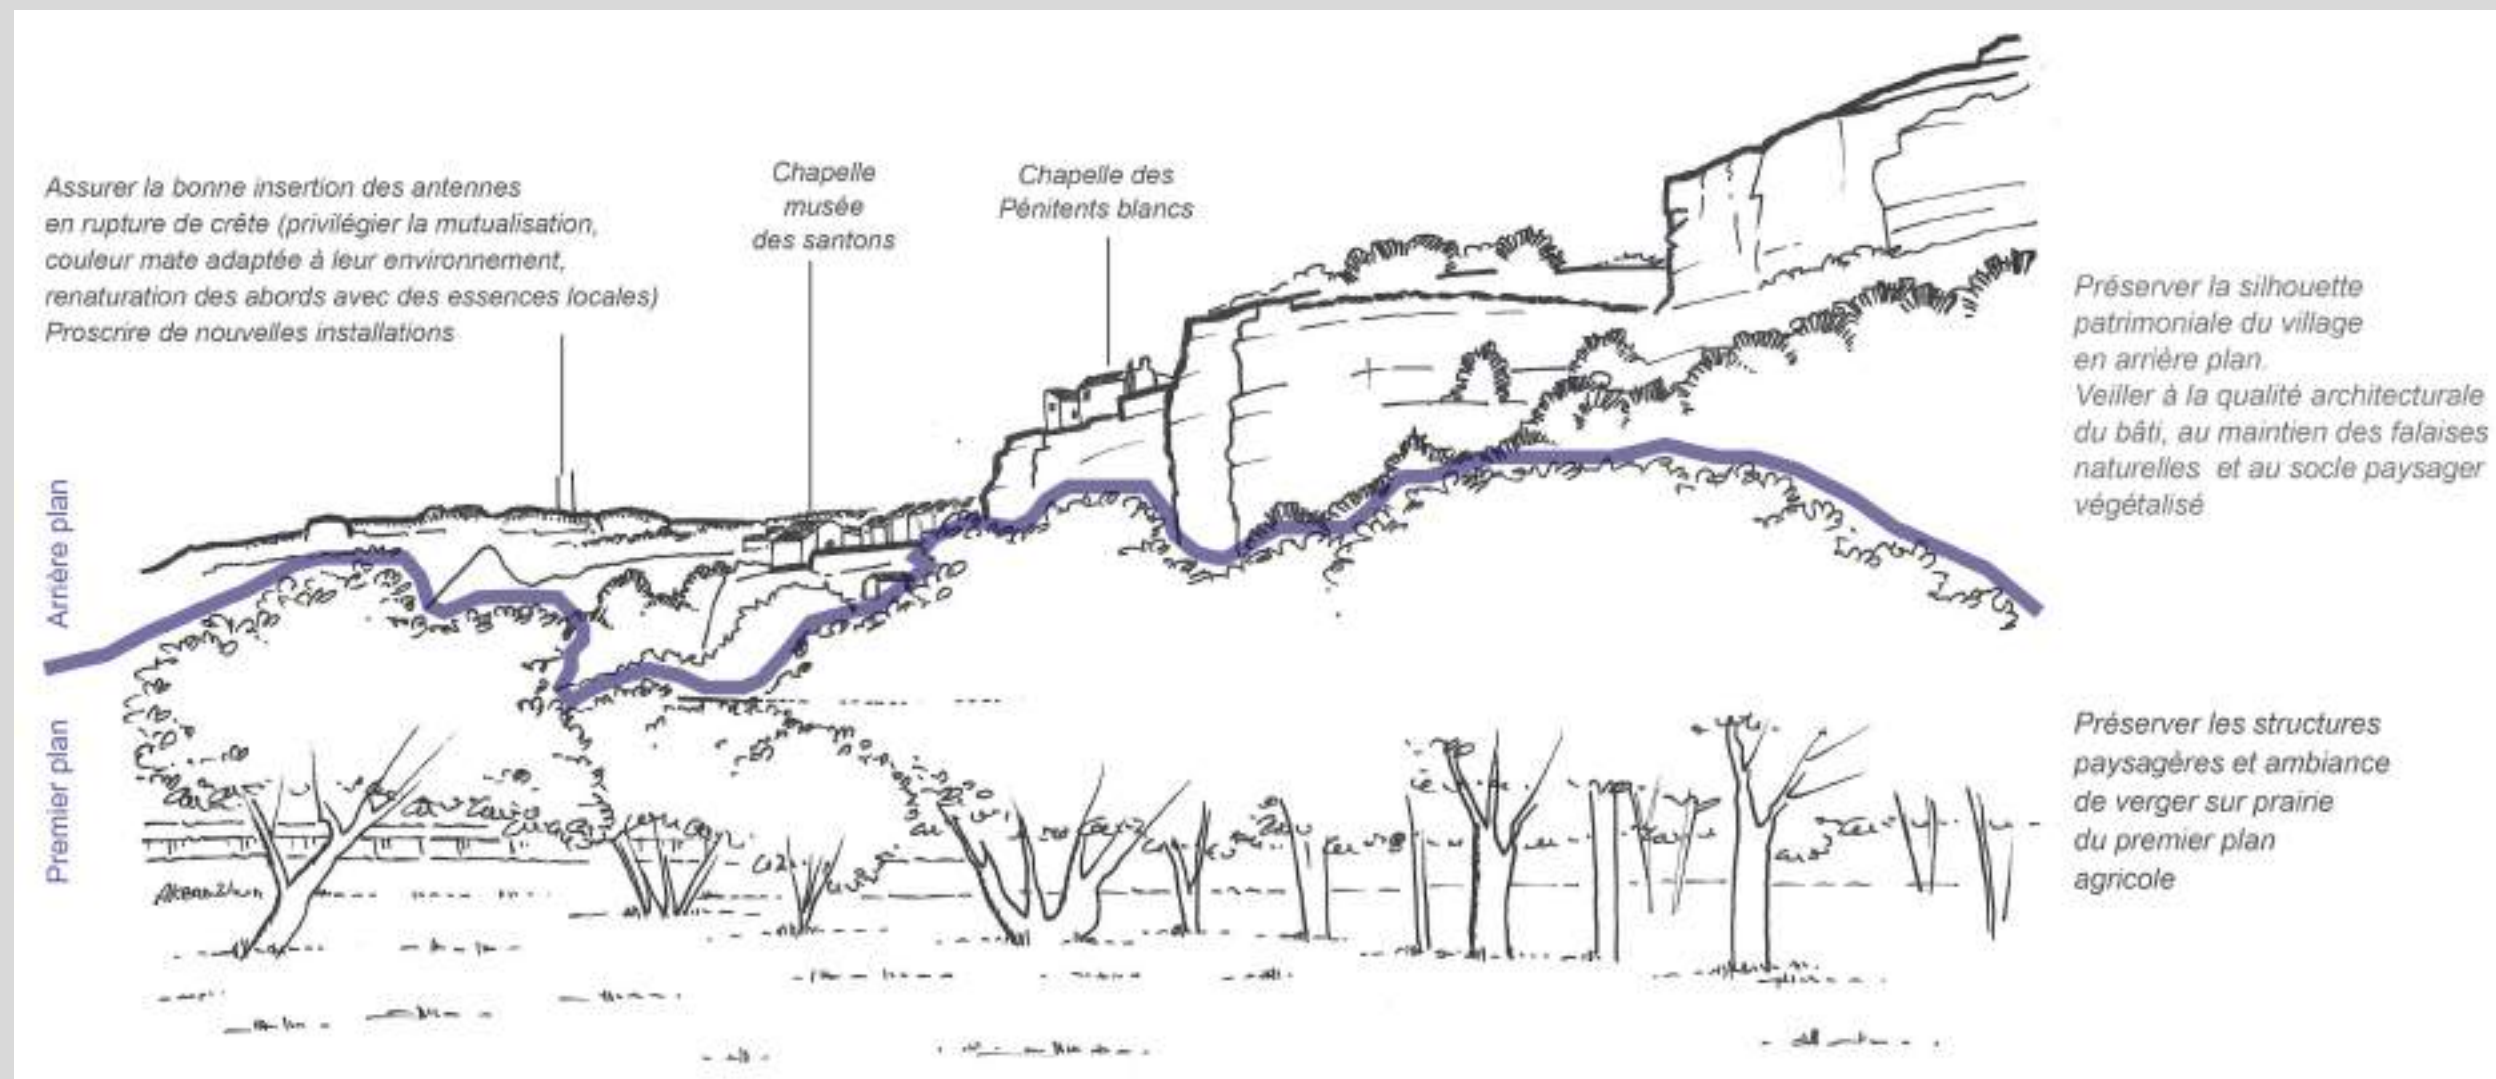 Assurer la bonne insertion des antennes
en rupture de crête (privilégier la mutualisation,
couleur mate adaptée à leur environnement,
renaturation des abords avec des essences locales)
Proscrire de nouvelles installations
Chapelle
musée
des santons
Chapelle des
Pénitents blancs
Préserver la silhouette
patrimoniale du village
en arrière plan.
Veiller à la qualité architecturale
du bâti, au maintien des falaises
naturelles et au socle paysager
végétalisé
Arrière plan
Premier plan
Préserver les structures
paysagères et ambiance
de verger sur prairie
du premier plan
agricole